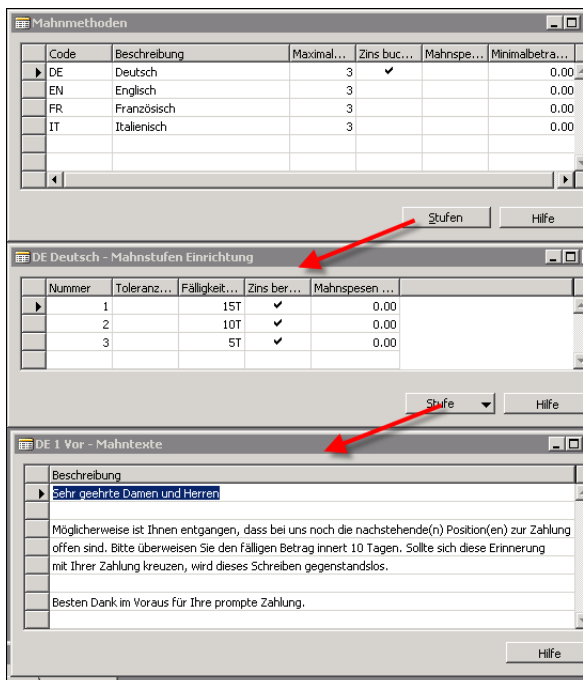 Mahnmethoden
Code Beschreibung Maximal... Zins buc... Mahnspe... Minimalbetra...
DE Deutsch 3 0.00
EN Englisch 3 0.00
FR Französisch 3 0.00
IT Italienisch 3 0.00
Stufen Hilfe
DE Deutsch - Mahnstufen Einrichtung
Nummer Toleranz... Fälligkeit... Zins ber... Mahnspesen ...
1 15T 0.00
2 10T 0.00
3 5T 0.00
Stufe Hilfe
DE 1 Vor - Mahntexte
Beschreibung
Sehr geehrte Damen und Herren
Möglicherweise ist Ihnen entgangen, dass bei uns noch die nachstehende(n) Position(en) zur Zahlung
offen sind. Bitte überweisen Sie den fälligen Betrag innert 10 Tagen. Sollte sich diese Erinnerung
mit Ihrer Zahlung kreuzen, wird dieses Schreiben gegenstandslos.
Besten Dank im Voraus für Ihre prompte Zahlung.
Hilfe